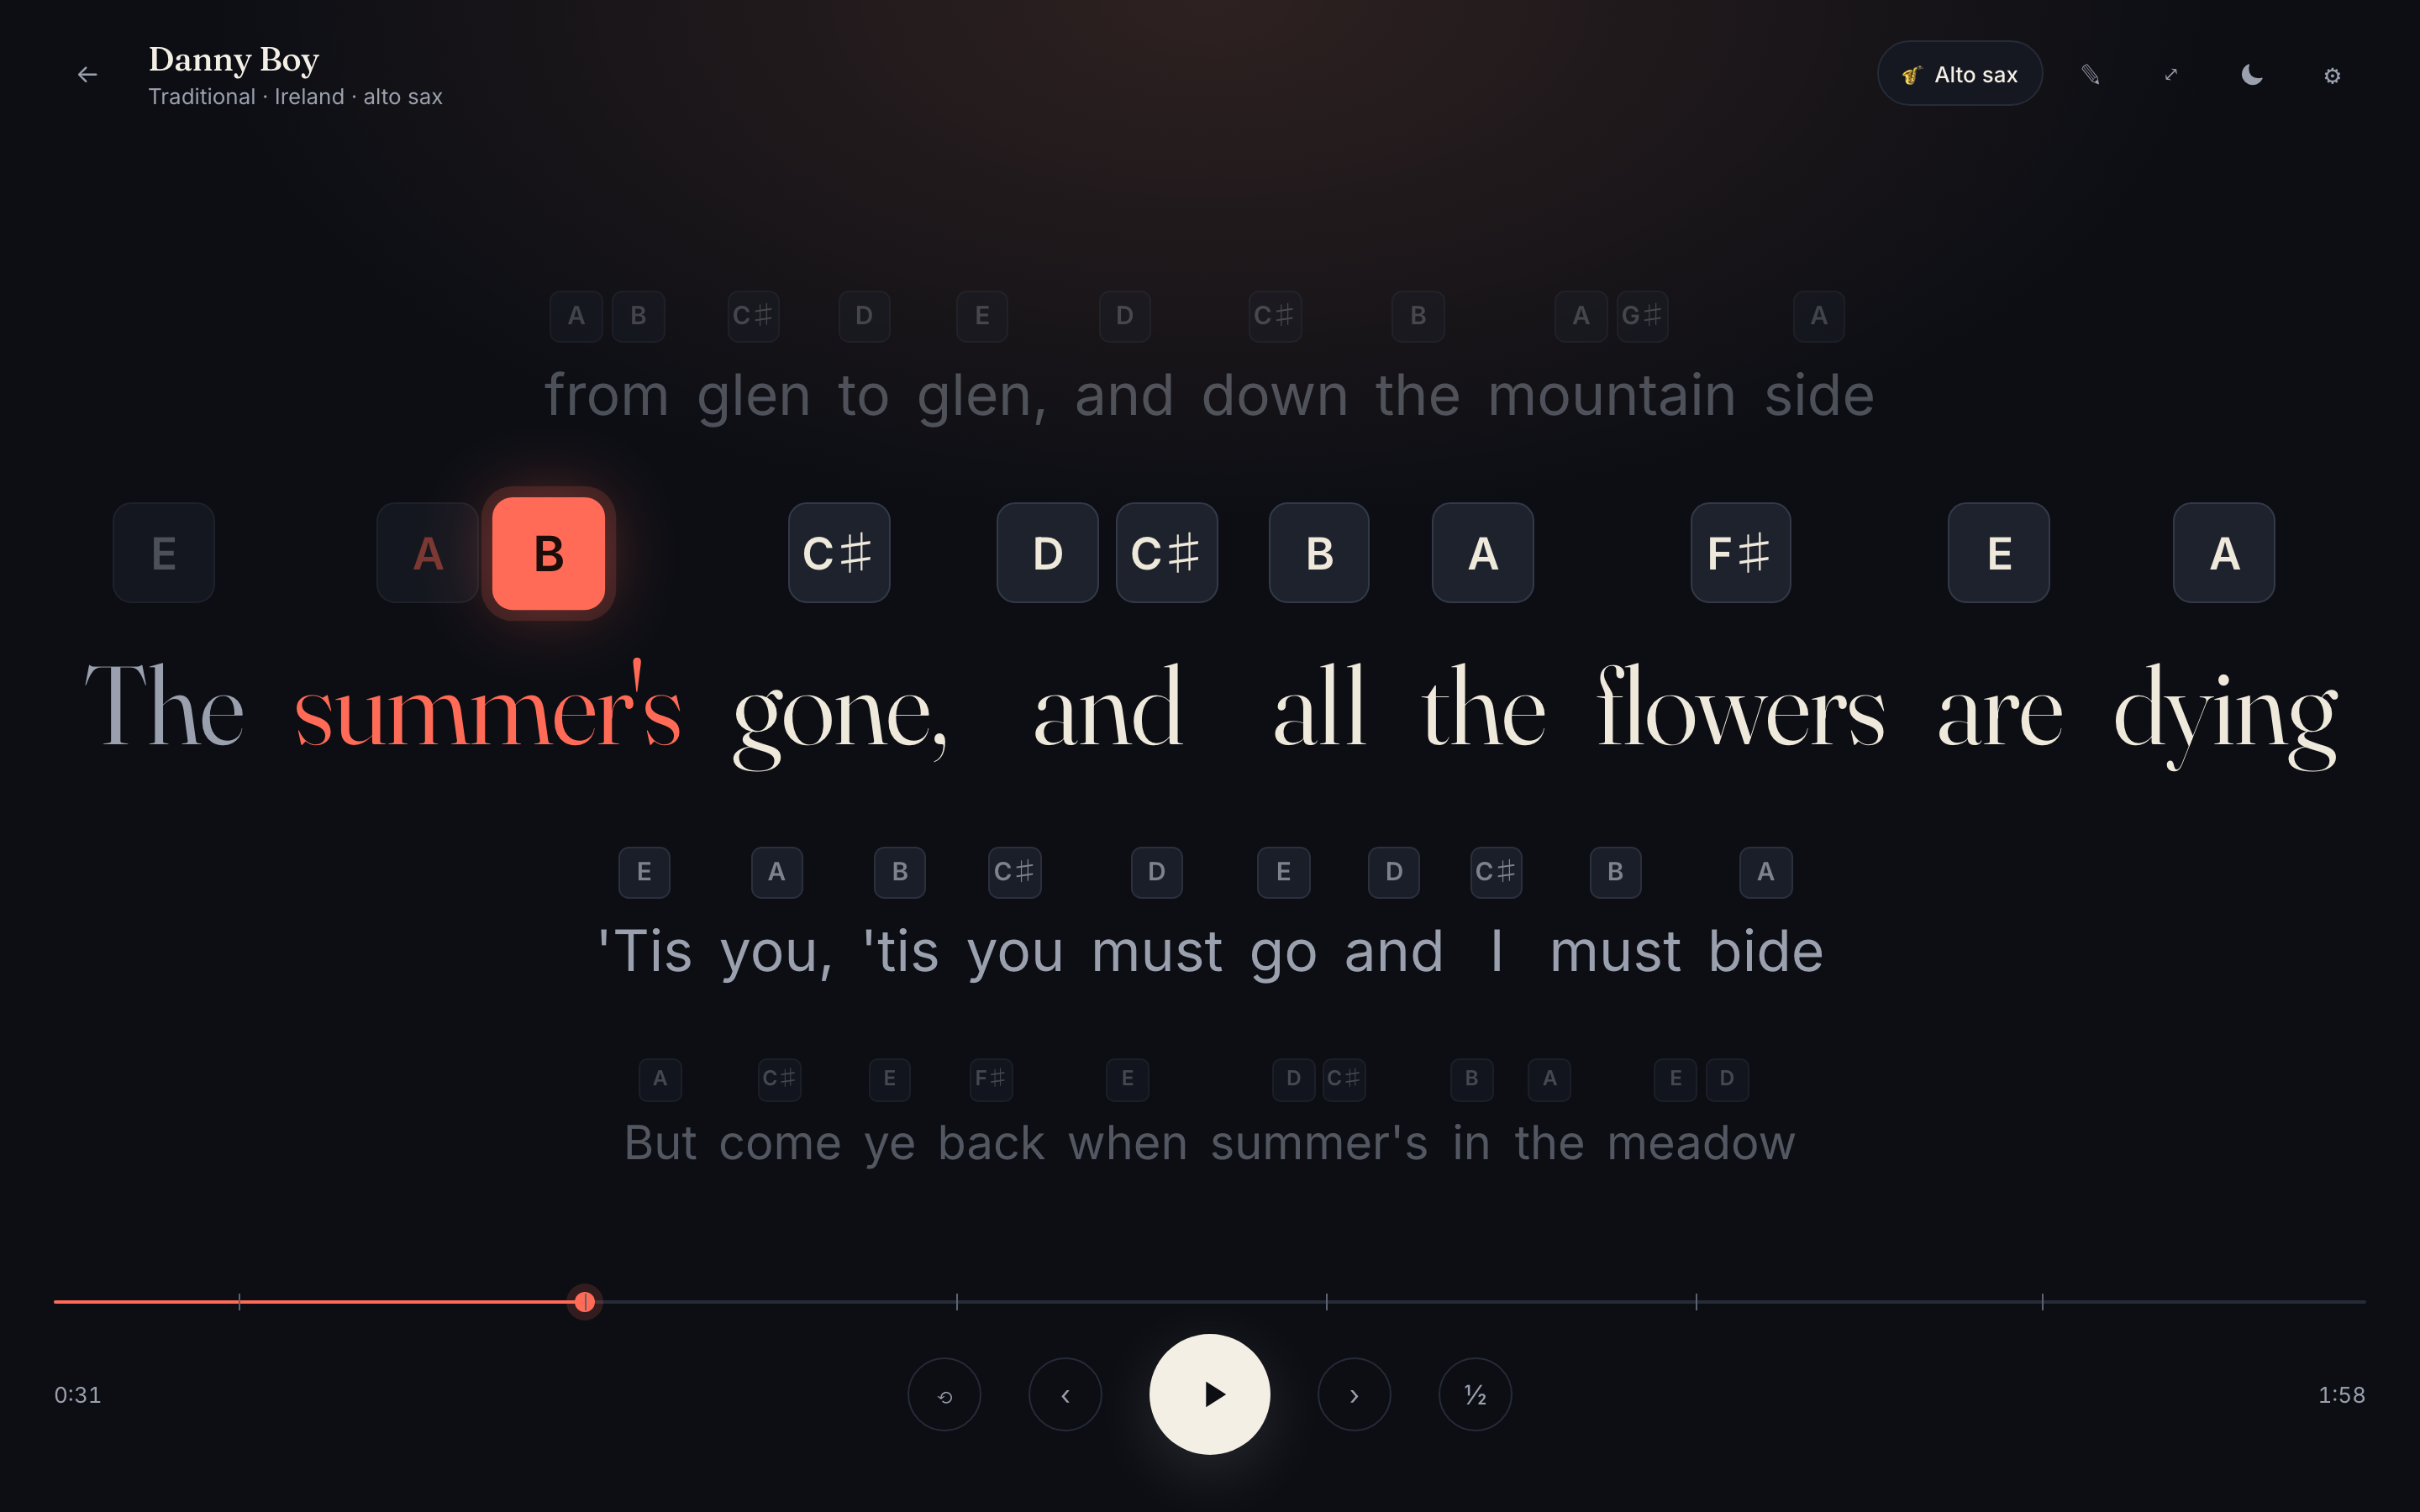 ← Danny Boy
Traditional · Ireland · alto sax
Alto sax
A B C♯ D E D C♯ B A G♯ A
from glen to glen, and down the mountain side
E A B C♯ D C♯ B A F♯ E A
The summer's gone, and all the flowers are dying
E A B C♯ D E D C♯ B A
'Tis you, 'tis you must go and I must bide
A C♯ E F♯ E D C♯ B A E D
But come ye back when summer's in the meadow
0:31 ½ 1:58